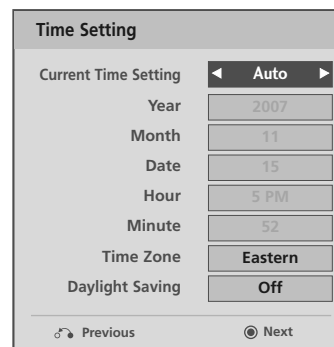 Time Setting
Current Time Setting Auto
Year 2007
Month 11
Date 15
Hour 5 PM
Minute 52
Time Zone Eastern
Daylight Saving Off
Previous Next